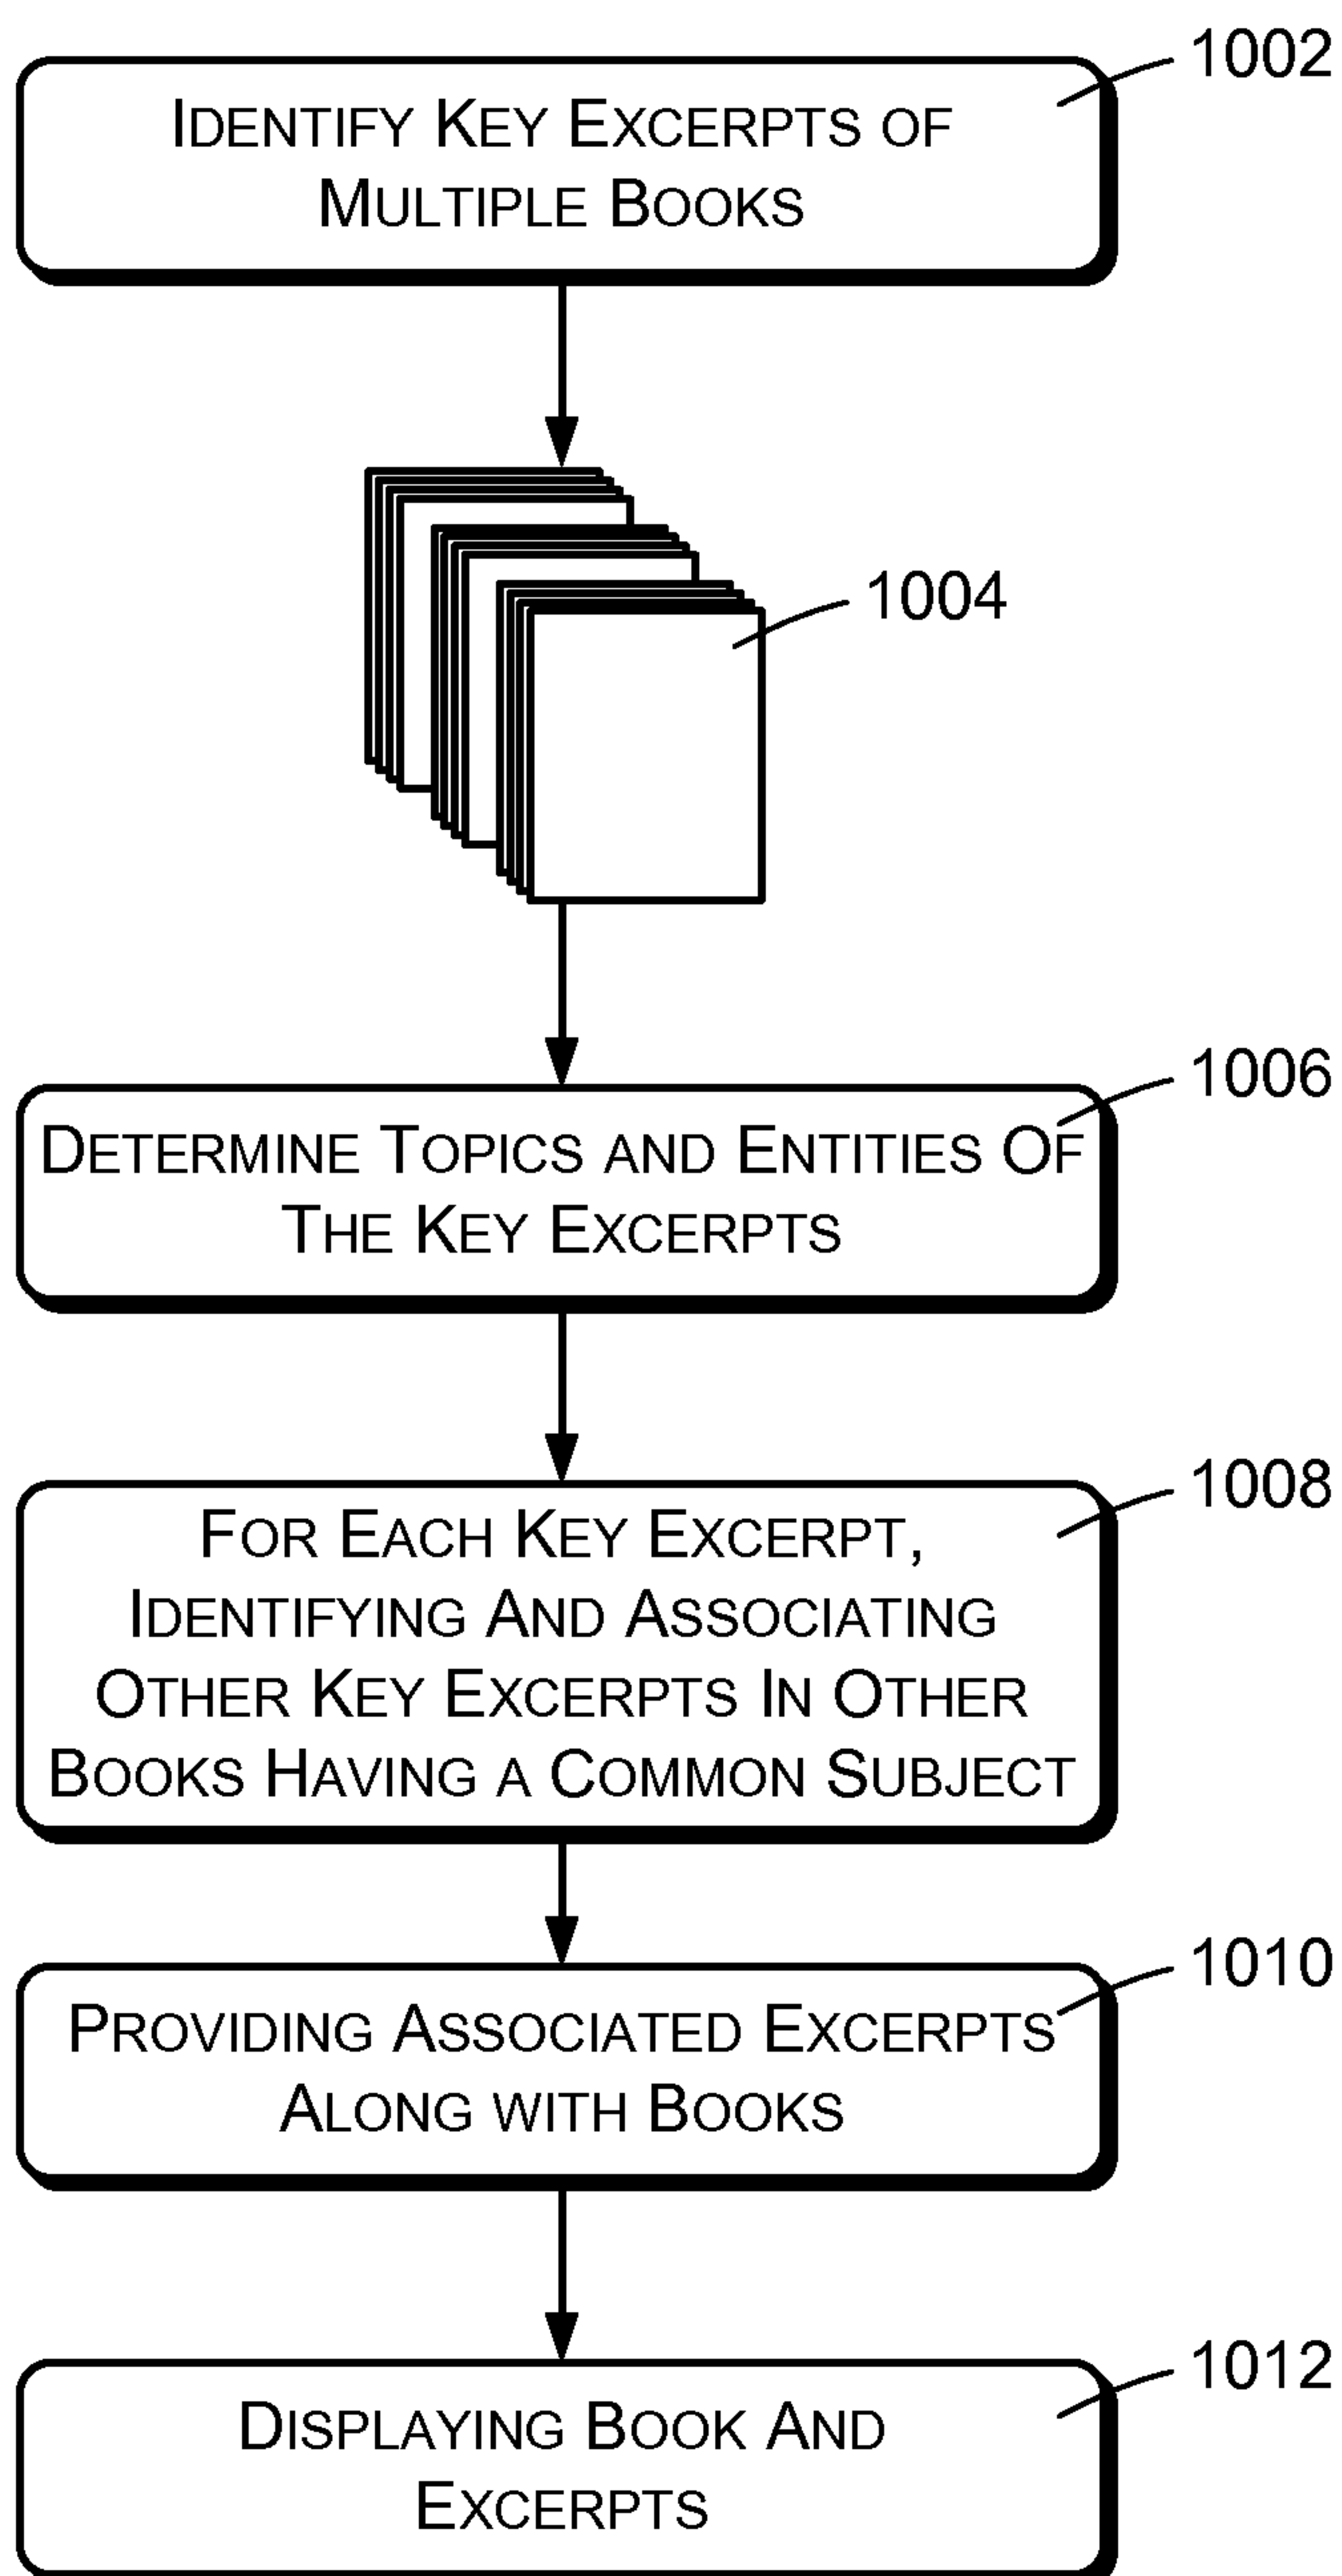 1002
IDENTIFY KEY EXCERPTS OF
MULTIPLE BOOKS
1004
1006
DETERMINE TOPICS AND ENTITIES OF
THE KEY EXCERPTS
1008
FOR EACH KEY EXCERPT,
IDENTIFYING AND ASSOCIATING
OTHER KEY EXCERPTS IN OTHER
BOOKS HAVING A COMMON SUBJECT
1010
PROVIDING ASSOCIATED EXCERPTS
ALONG WITH BOOKS
1012
DISPLAYING BOOK AND
EXCERPTS